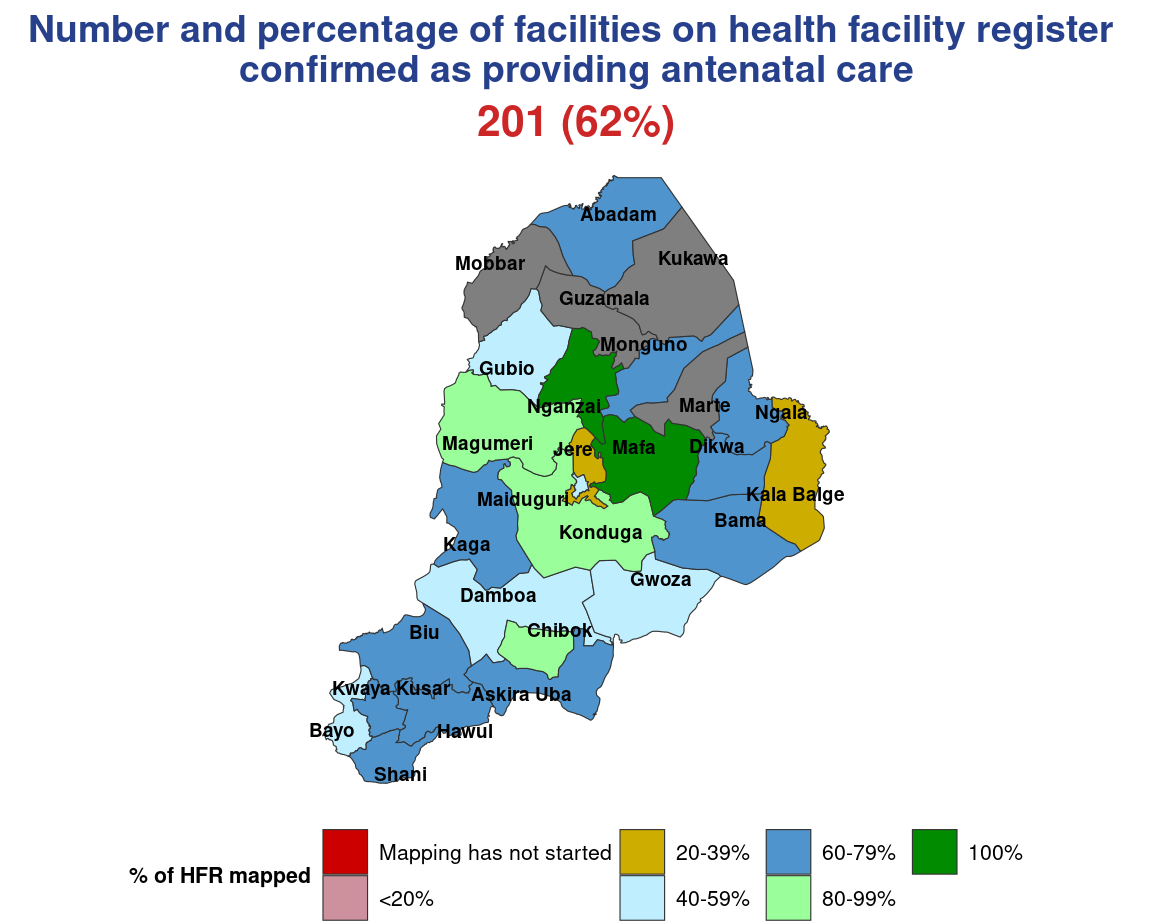 Number and percentage of facilities on health facility register
confirmed as providing antenatal care
201 (62%)
Abadam
Kukawa
Mobbar
Guzamala
Monguno
Gubio
Nganzai
Marte
Ngala
Magumeri
Jere
Mafa
Dikwa
Maiduguri
Kala Balge
Bama
Konduga
Kaga
Gwoza
Damboa
Chibok
Biu
Kwaya Kusar
Askira Uba
Bayo
Hawul
Shani
% of HFR mapped
Mapping has not started
20-39%
60-79%
100%
<20%
40-59%
80-99%